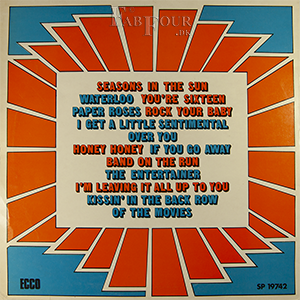 FABFOUR
.DK
SEASONS IN THE SUN
WATERLOO YOU'RE SIXTEEN
PAPER ROSES ROCK YOUR BABY
I GET A LITTLE SENTIMENTAL
OVER YOU
HONEY HONEY IF YOU GO AWAY
BAND ON THE RUN
THE ENTERTAINER
I'M LEAVING IT ALL UP TO YOU
KISSIN' IN THE BACK ROW
OF THE MOVIES
ECCO
SP 19742